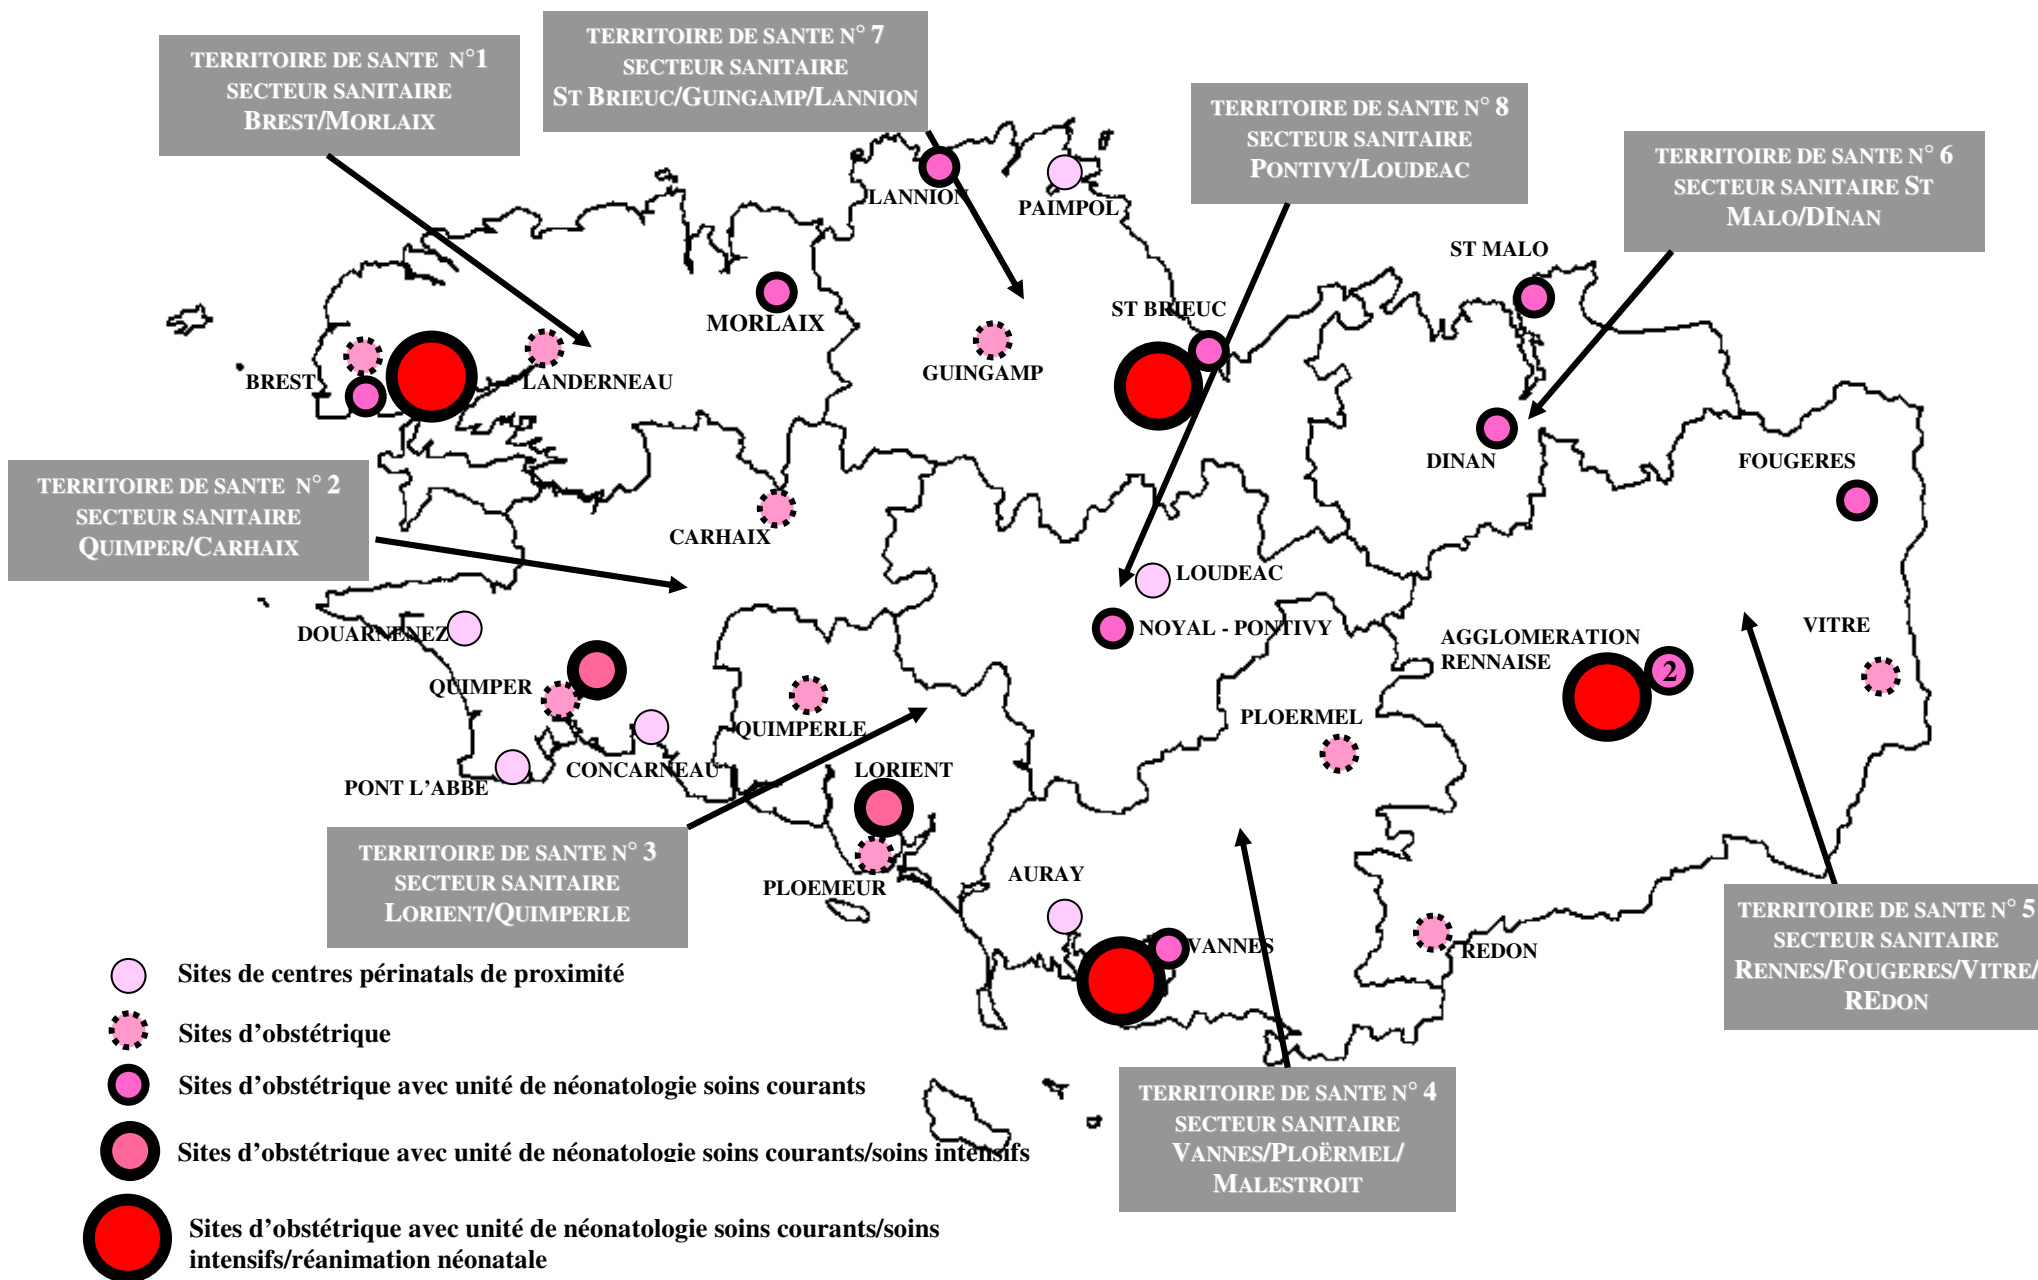 TERRITOIRE DE SANTE N°1
SECTEUR SANITAIRE
BREST/MORLAIX
TERRITOIRE DE SANTE N° 7
SECTEUR SANITAIRE
ST BRIEUC/GUINGAMP/LANNION
TERRITOIRE DE SANTE N° 8
SECTEUR SANITAIRE
PONTIVY/LOUDEAC
TERRITOIRE DE SANTE N° 6
SECTEUR SANITAIRE ST
MALO/DINAN
LANNION
PAIMPOL
ST MALO
MORLAIX
ST BRIEUC
BREST
LANDERNEAU
GUINGAMP
DINAN
FOUGERES
TERRITOIRE DE SANTE N° 2
SECTEUR SANITAIRE
QUIMPER/CARHAIX
CARHAIX
LOUDEAC
DOUARNENEZ
NOYAL - PONTIVY
AGGLOMERATION
RENNAISE
2
VITRE
QUIMPER
QUIMPERLE
PLOERMEL
CONCARNEAU
LORIENT
PONT L'ABBE
TERRITOIRE DE SANTE N° 3
SECTEUR SANITAIRE
LORIENT/QUIMPERLE
PLOEMEUR
AURAY
VANNES
REDON
TERRITOIRE DE SANTE N° 5
SECTEUR SANITAIRE
RENNES/FOUGERES/VITRE/
REDON
TERRITOIRE DE SANTE N° 4
SECTEUR SANITAIRE
VANNES/PLOËRMEL/
MALESTROIT
Sites de centres périnatals de proximité
Sites d'obstétrique
Sites d'obstétrique avec unité de néonatologie soins courants
Sites d'obstétrique avec unité de néonatologie soins courants/soins intensifs
Sites d'obstétrique avec unité de néonatologie soins courants/soins
intensifs/réanimation néonatale